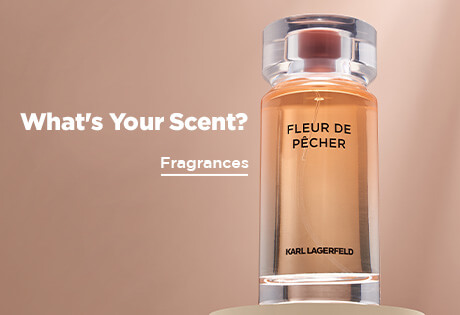 What's Your Scent?
Fragrances
FLEUR DE
PÊCHER
KARL LAGERFELD